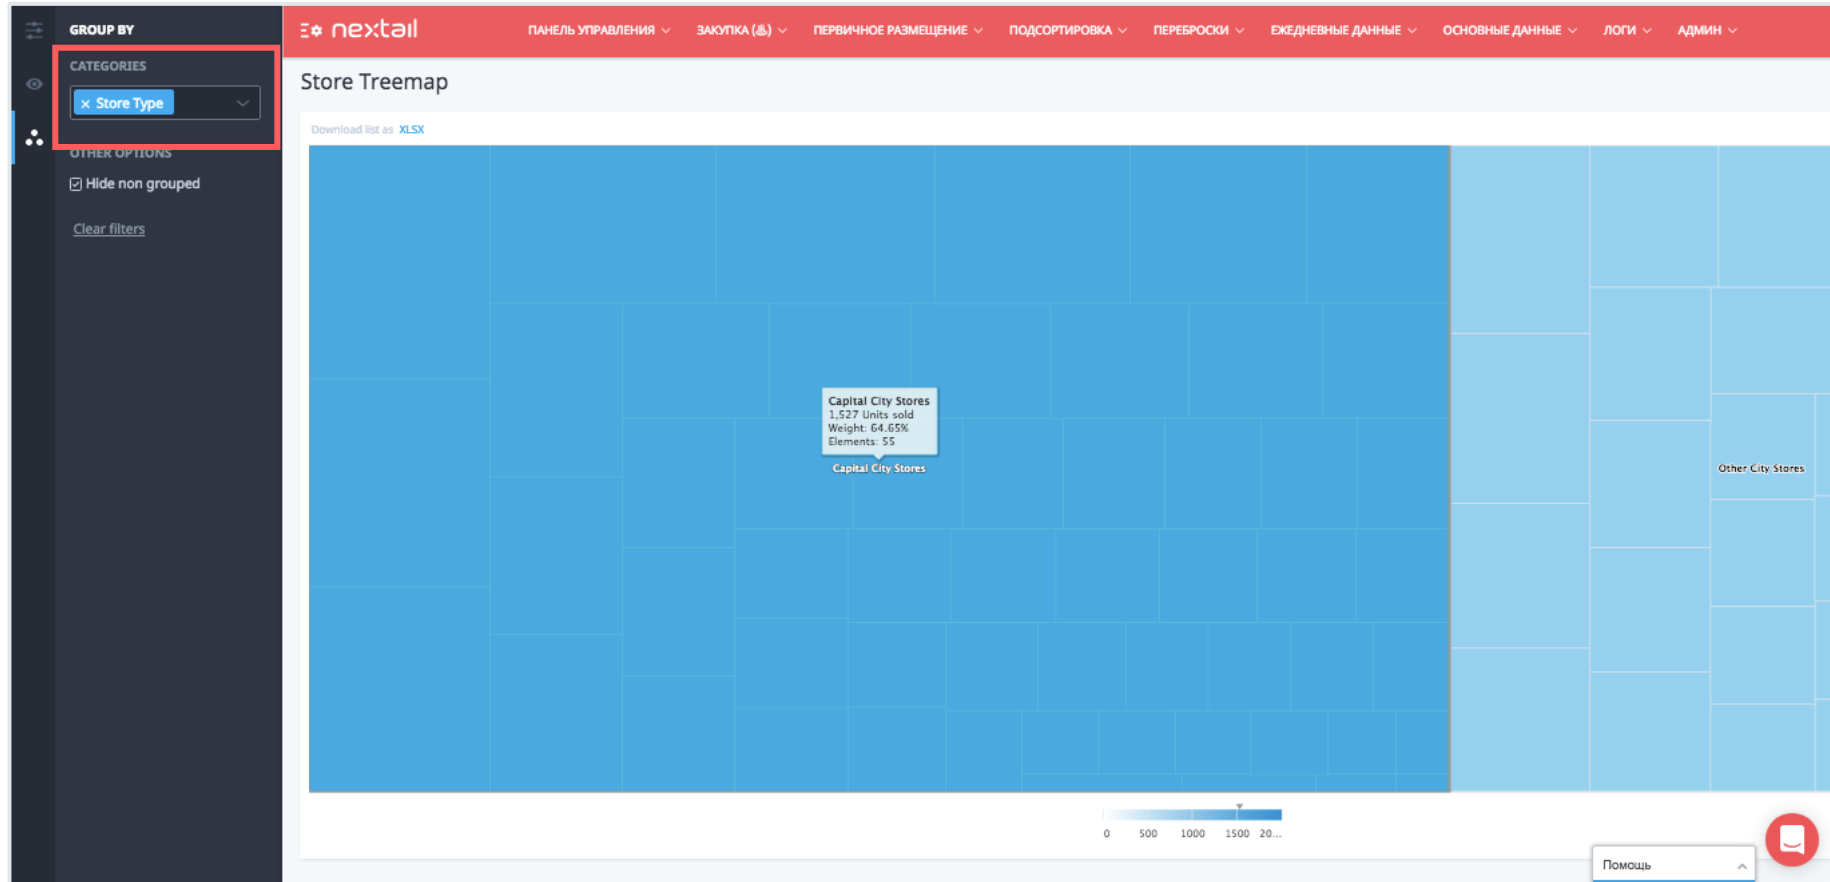 GROUP BY
CATEGORIES
× Store Type
OTHER OPTIONS
Hide non grouped
Clear filters
nextail
ПАНЕЛЬ УПРАВЛЕНИЯ
ЗАКУПКА (♨)
ПЕРВИЧНОЕ РАЗМЕЩЕНИЕ
ПОДСОРТИРОВКА
ПЕРЕБРОСКИ
ЕЖЕДНЕВНЫЕ ДАННЫЕ
ОСНОВНЫЕ ДАННЫЕ
ЛОГИ
АДМИН
Store Treemap
Download list as XLSX
Capital City Stores
1,527 Units sold
Weight: 64.65%
Elements: 55
Capital City Stores
Other City Stores
0 500 1000 1500 20...
Помощь